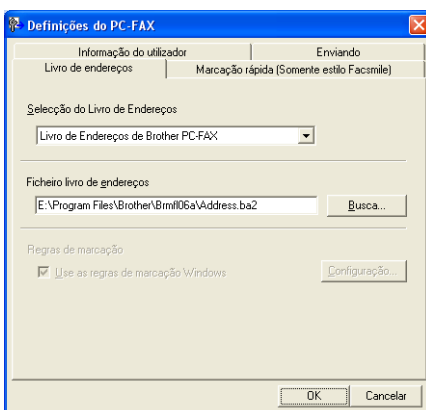 Definições do PC-FAX
Informação do utilizador
Enviando
Livro de endereços
Marcação rápida (Somente estilo Facsmile)
Selecção do Livro de Endereços
Livro de Endereços de Brother PC-FAX
Ficheiro livro de endereços
E:\Program Files\Brother\Brmfl06a\Address.ba2
Busca...
Regras de marcação
Use as regras de marcação Windows
Configuração...
OK
Cancelar